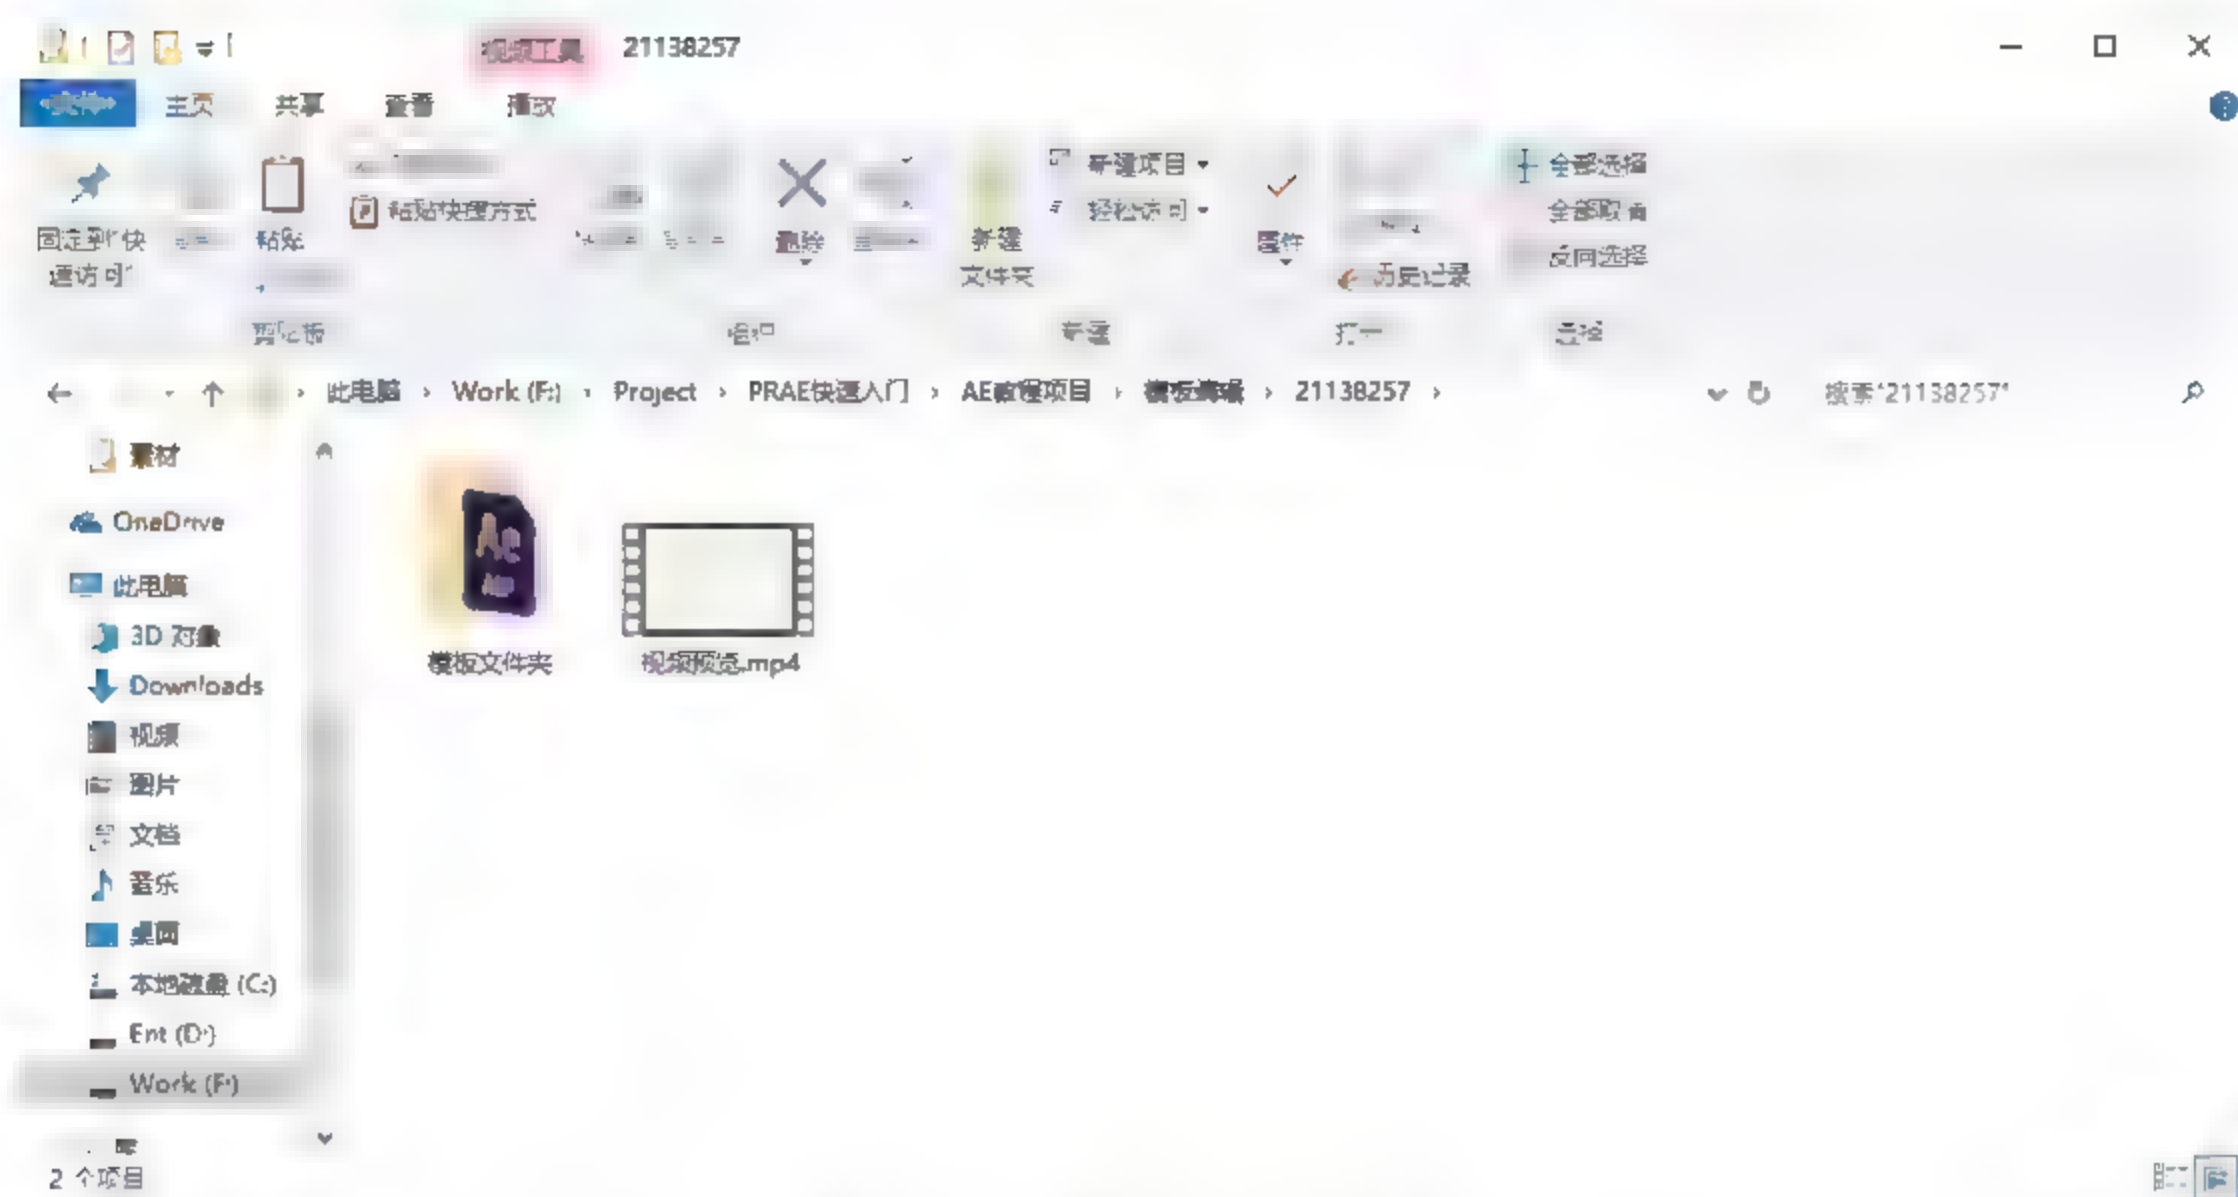 视频工具 21138257
主页 共享 查看 播放
固定到"快速访问"
粘贴
粘贴快捷方式
删除
新建
文件夹
新建项目
轻松访问
历史记录
全部选择
全部取消
反向选择
剪贴板 组织 新建 打开 选择
此电脑 › Work (F:) › Project › PRAE快速入门 › AE教程项目 › 模板编辑 › 21138257 ›
搜索"21138257"
素材
OneDrive
此电脑
3D 对象
Downloads
视频
图片
文档
音乐
桌面
本地磁盘 (C:)
Ent (D:)
Work (F:)
模板文件夹
视频预览.mp4
2 个项目